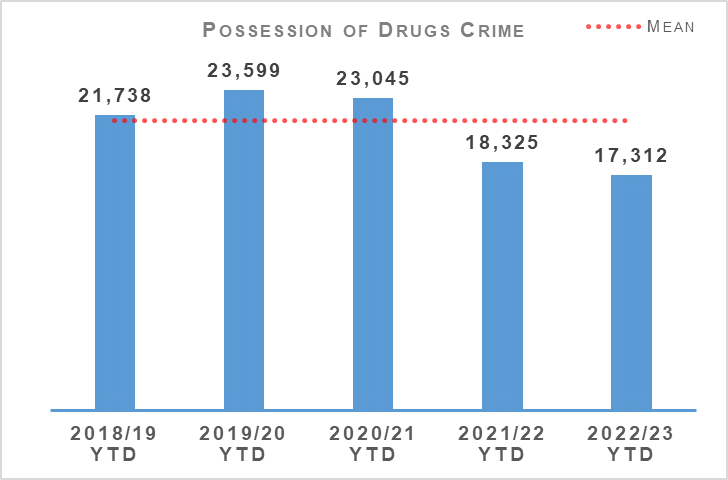 POSSESSION OF DRUGS CRIME
MEAN
21,738
23,599
23,045
18,325
17,312
2018/19 YTD
2019/20 YTD
2020/21 YTD
2021/22 YTD
2022/23 YTD